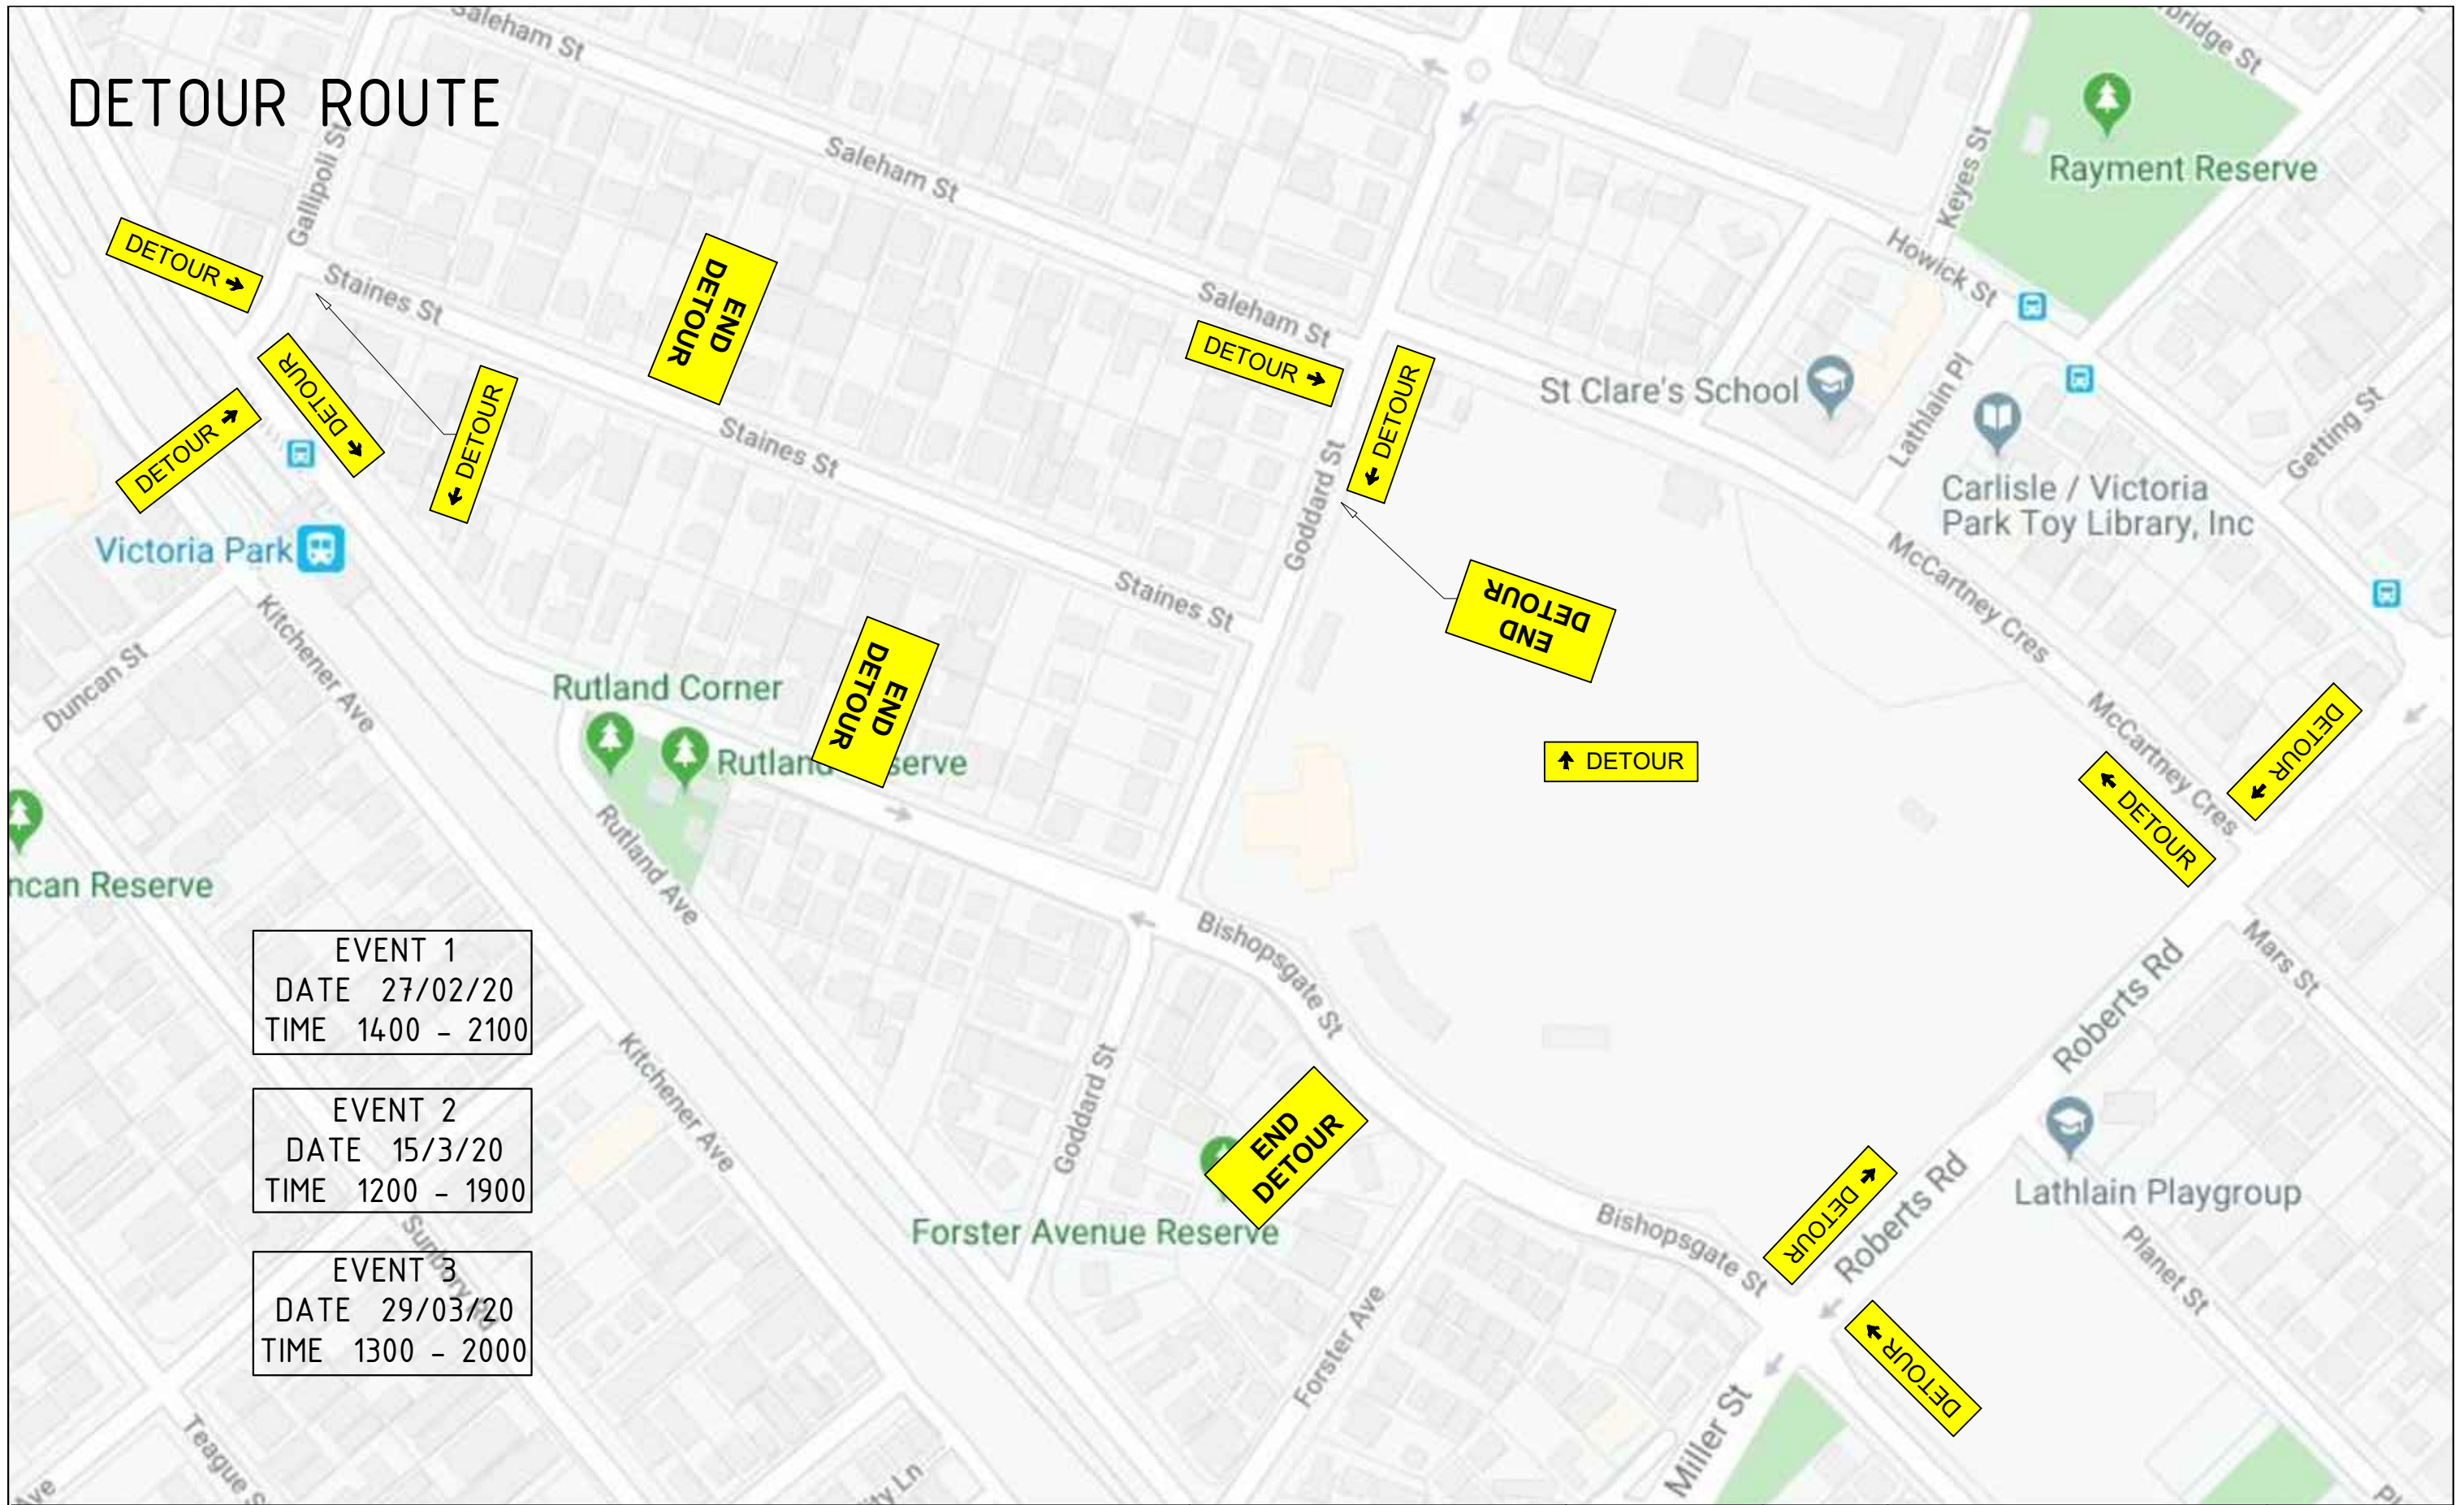 Saleham St
DETOUR ROUTE
Gallipoli St
Saleham St
Keyes St
Rayment Reserve
Howick St
DETOUR
Staines St
END
DETOUR
Saleham St
DETOUR
DETOUR
DETOUR
DETOUR
DETOUR
St Clare's School
Lathlain Pl
Getting St
Staines St
Goddard St
Carlisle / Victoria
Park Toy Library, Inc
Victoria Park
Kitchener Ave
Duncan St
Staines St
END
DETOUR
McCartney Cres
Rutland Corner
END
DETOUR
DETOUR
McCartney Cres
DETOUR
DETOUR
Rutland Ave
ncan Reserve
Bishopsgate St
Mars St
Roberts Rd
EVENT 1
DATE 27/02/20
TIME 1400 - 2100
Kitchener Ave
Goddard St
END
DETOUR
EVENT 2
DATE 15/3/20
TIME 1200 - 1900
Forster Avenue Reserve
Lathlain Playgroup
DETOUR
Roberts Rd
Bishopsgate St
Planet St
EVENT 3
DATE 29/03/20
TIME 1300 - 2000
Forster Ave
DETOUR
Miller St